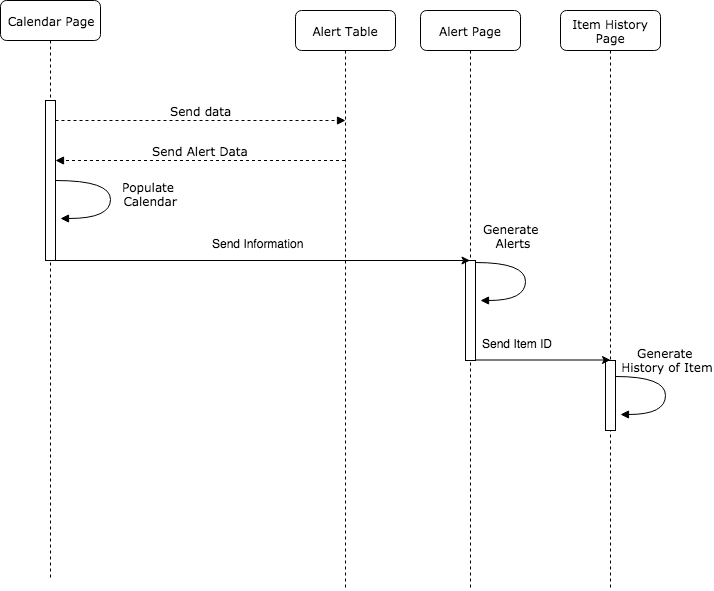 Calendar Page
Alert Table
Alert Page
Item History
Page
Send data
Send Alert Data
Populate
Calendar
Generate
Alerts
Send Information
Send Item ID
Generate
History of Item